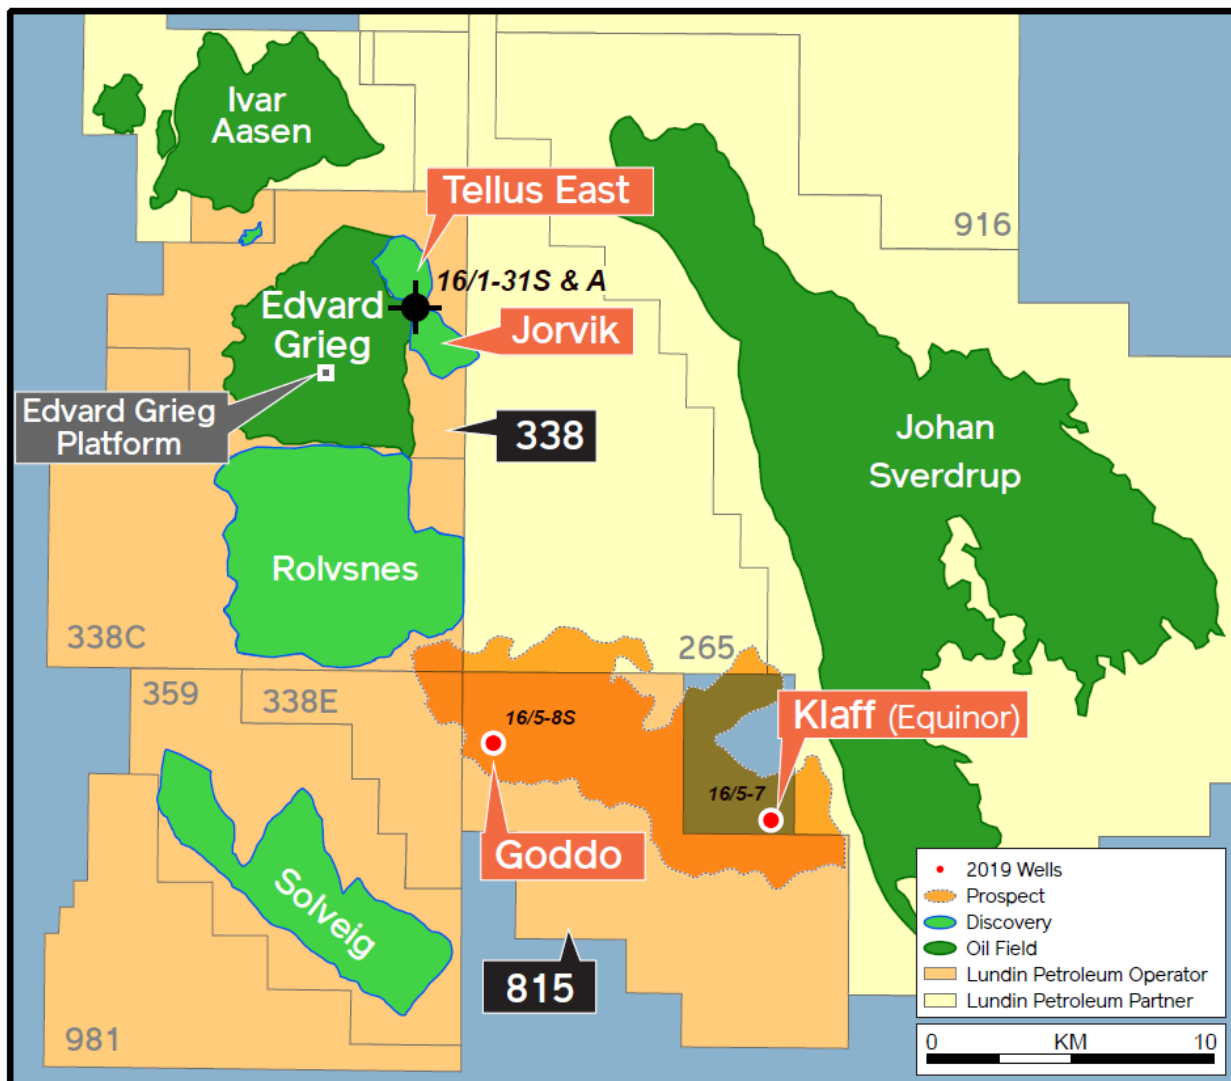 Ivar
Aasen
Tellus East
916
16/1-31S & A
Edvard
Grieg
Jorvik
Edvard Grieg
Platform
338
Johan
Sverdrup
Rolvsnes
338C
265
359
338E
16/5-8S
Klaff (Equinor)
16/5-7
Goddo
Solveig
815
981
2019 Wells
Prospect
Discovery
Oil Field
Lundin Petroleum Operator
Lundin Petroleum Partner
0 KM 10